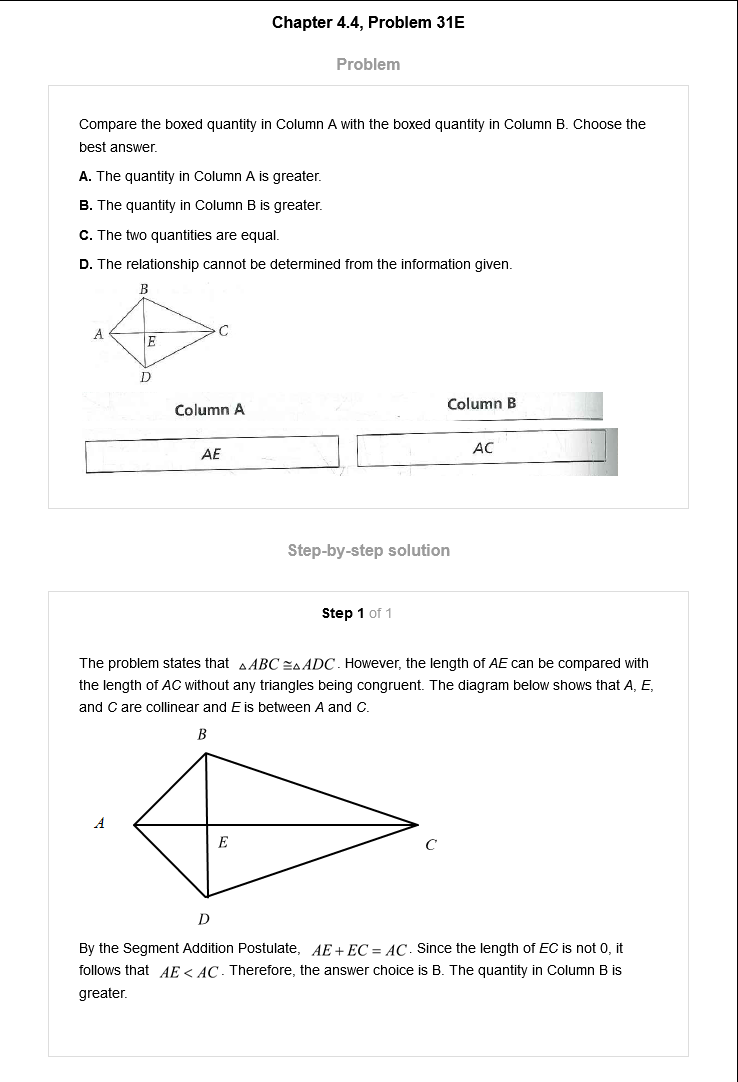 Chapter 4.4, Problem 31E
Problem
Compare the boxed quantity in Column A with the boxed quantity in Column B. Choose the
best answer.
A. The quantity in Column A is greater.
B. The quantity in Column B is greater.
C. The two quantities are equal.
D. The relationship cannot be determined from the information given.
B
A
C
E
D
Column A
Column B
AE
AC
Step-by-step solution
Step 1 of 1
The problem states that △ABC ≅ △ADC. However, the length of AE can be compared with
the length of AC without any triangles being congruent. The diagram below shows that A, E,
and C are collinear and E is between A and C.
B
A
E
C
D
By the Segment Addition Postulate, AE + EC = AC. Since the length of EC is not 0, it
follows that AE < AC. Therefore, the answer choice is B. The quantity in Column B is
greater.